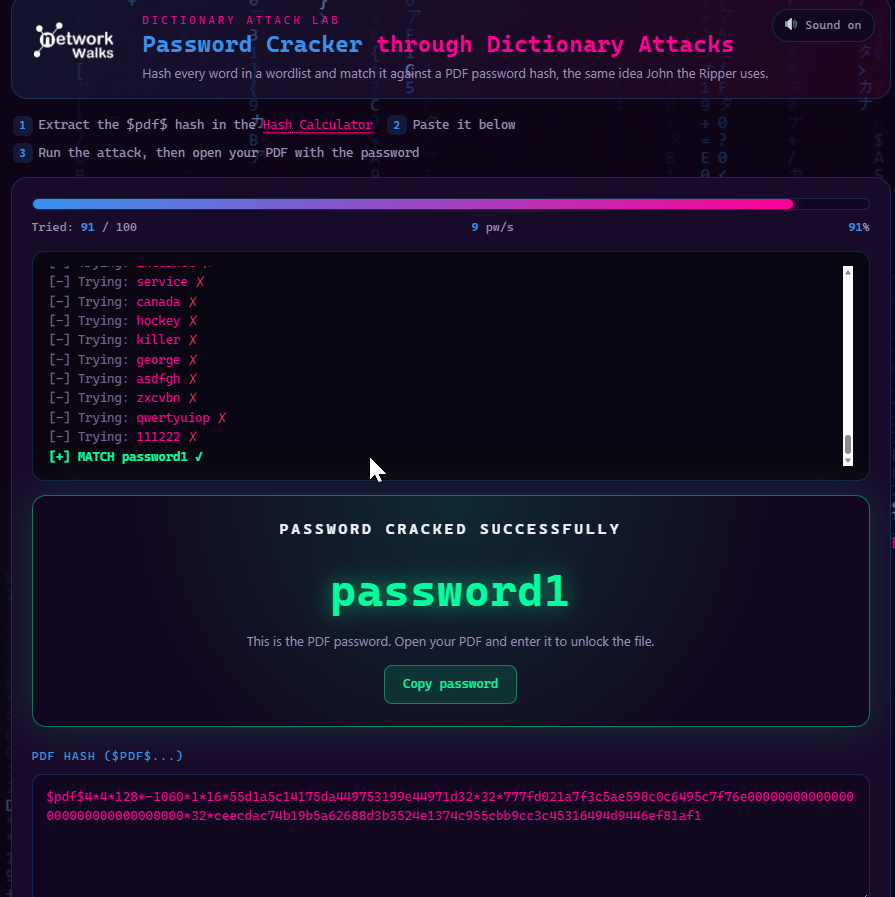 DICTIONARY ATTACK LAB
network
Walks
Password Cracker through Dictionary Attacks
Sound on
Hash every word in a wordlist and match it against a PDF password hash, the same idea John the Ripper uses.
1 Extract the $pdf$ hash in the Hash Calculator 2 Paste it below
3 Run the attack, then open your PDF with the password
Tried: 91 / 100 9 pw/s 91%
[-] Trying: service ✗
[-] Trying: canada ✗
[-] Trying: hockey ✗
[-] Trying: killer ✗
[-] Trying: george ✗
[-] Trying: asdfgh ✗
[-] Trying: zxcvbn ✗
[-] Trying: qwertyuiop ✗
[-] Trying: 111222 ✗
[+] MATCH password1 ✓
PASSWORD CRACKED SUCCESSFULLY
password1
This is the PDF password. Open your PDF and enter it to unlock the file.
Copy password
PDF HASH ($PDF$...)
$pdf$4*4*128*-1060*1*16*55d1a5c14175da449753199e44971d32*32*777fd021a7f3c5ae598c0c6495c7f76e00000000000000
000000000000000000*32*ceecdac74b19b5a62688d3b3524e1374c955cbb9cc3c45316494d9446ef81af1